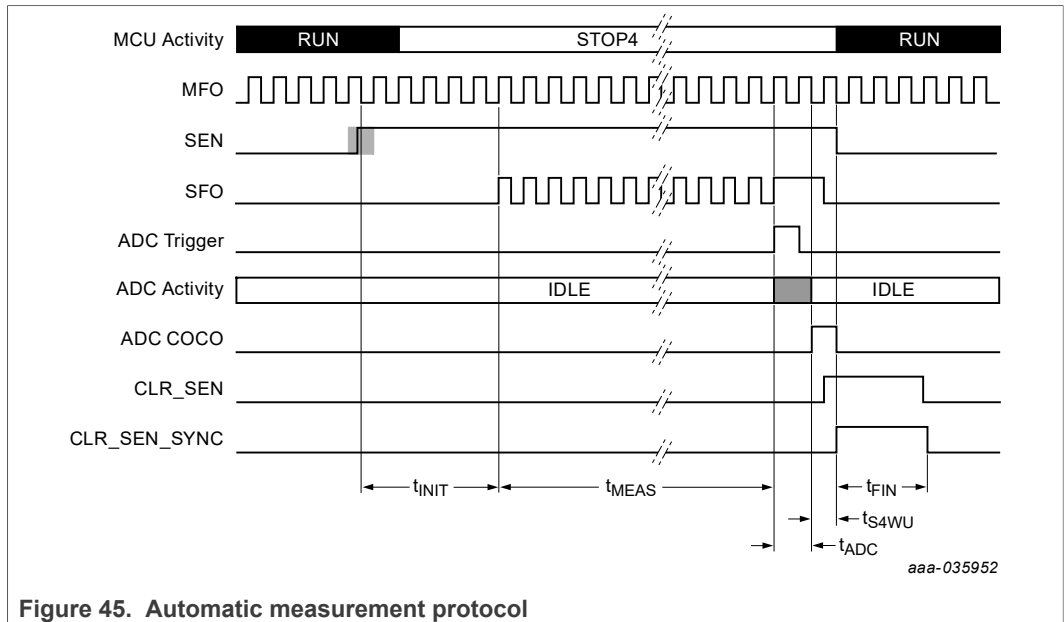 MCU Activity RUN STOP4 RUN
MFO
SEN
SFO
ADC Trigger
ADC Activity IDLE IDLE
ADC COCO
CLR_SEN
CLR_SEN_SYNC
tINIT tMEAS tFIN
tS4WU
tADC
aaa-035952
Figure 45. Automatic measurement protocol